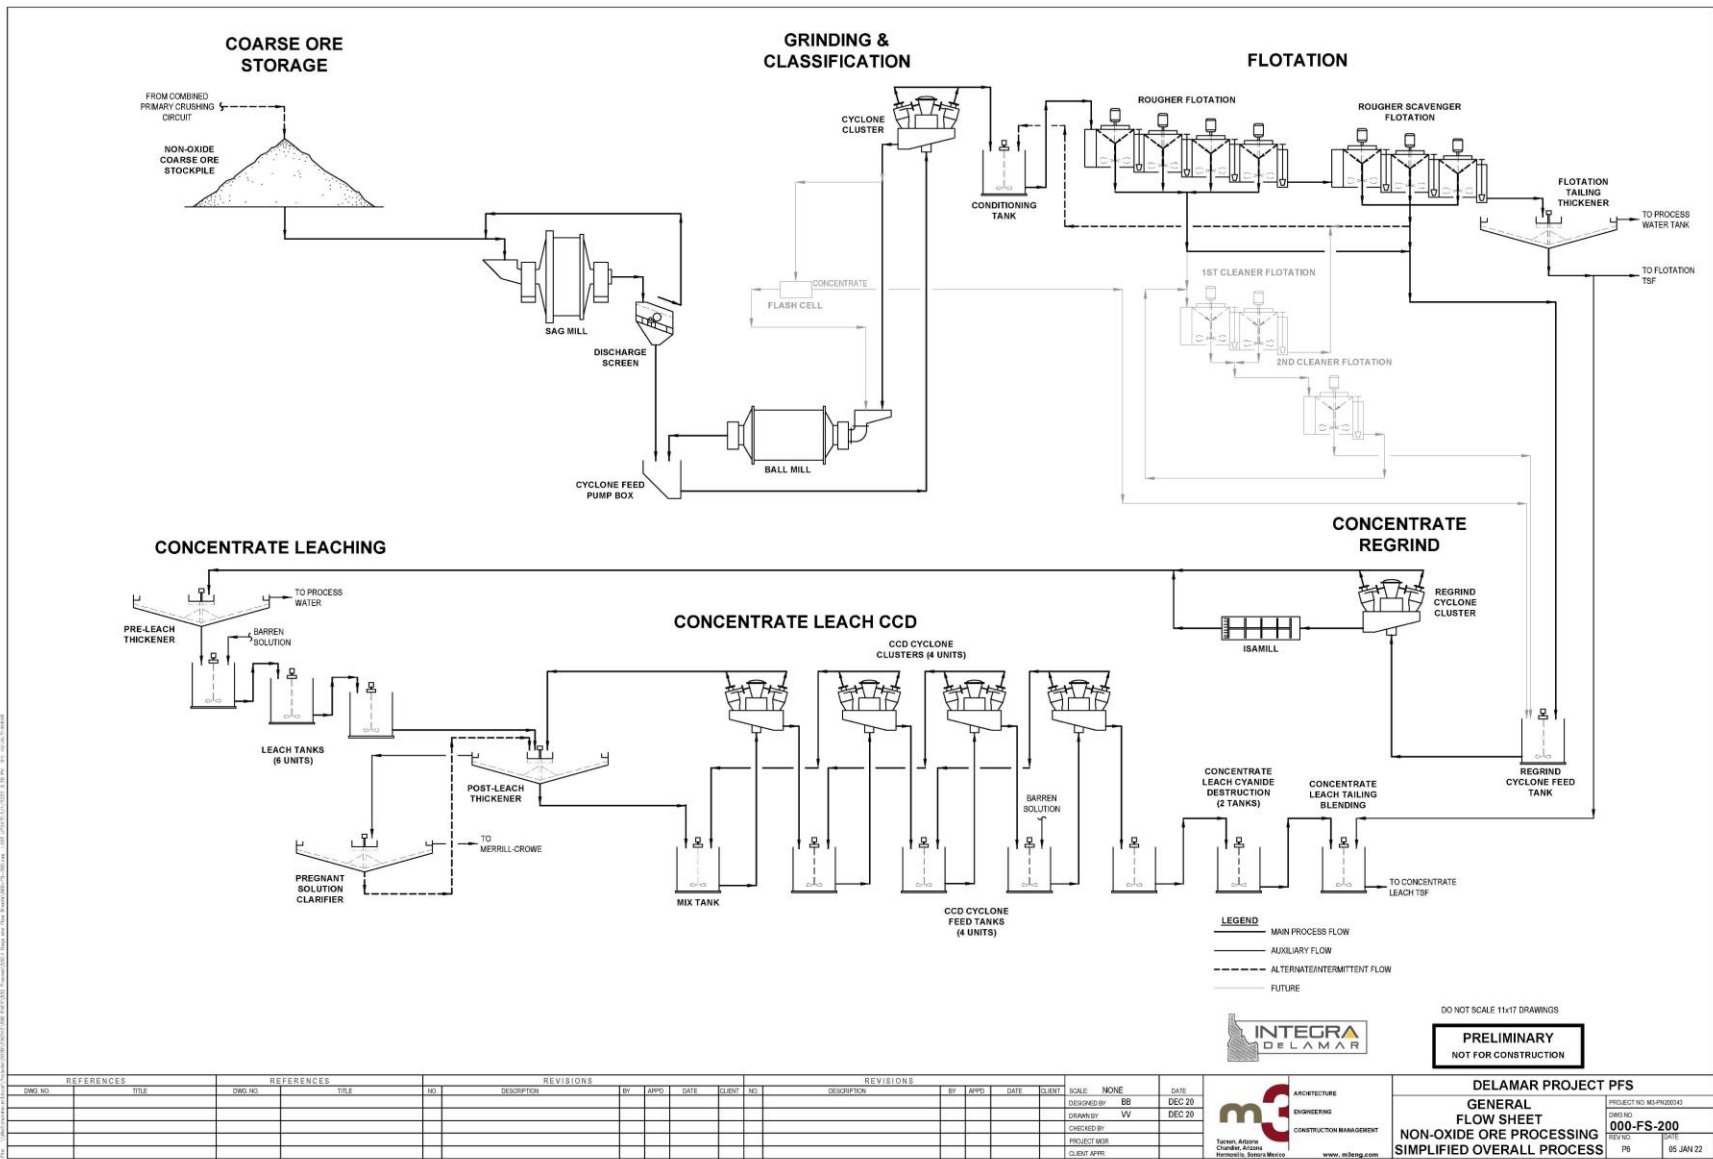 COARSE ORE
STORAGE
GRINDING &
CLASSIFICATION
FLOTATION
FROM COMBINED
PRIMARY CRUSHING
CIRCUIT
NON-OXIDE
COARSE ORE
STOCKPILE
CYCLONE
CLUSTER
CONDITIONING
TANK
ROUGHER FLOTATION
ROUGHER SCAVENGER
FLOTATION
FLOTATION
TAILING
THICKENER
TO PROCESS
WATER TANK
TO FLOTATION
TSF
SAG MILL
DISCHARGE
SCREEN
CONCENTRATE
FLASH CELL
1ST CLEANER FLOTATION
2ND CLEANER FLOTATION
BALL MILL
CYCLONE FEED
PUMP BOX
CONCENTRATE
REGRIND
CONCENTRATE LEACHING
TO PROCESS
WATER
PRE-LEACH
THICKENER
BARREN
SOLUTION
CONCENTRATE LEACH CCD
CCD CYCLONE
CLUSTERS (4 UNITS)
ISAMILL
REGRIND
CYCLONE
CLUSTER
LEACH TANKS
(6 UNITS)
POST-LEACH
THICKENER
REGRIND
CYCLONE FEED
TANK
CONCENTRATE
LEACH CYANIDE
DESTRUCTION
(2 TANKS)
CONCENTRATE
LEACH TAILING
BLENDING
BARREN
SOLUTION
TO
MERRILL-CROWE
PREGNANT
SOLUTION
CLARIFIER
MIX TANK
CCD CYCLONE
FEED TANKS
(4 UNITS)
TO CONCENTRATE
LEACH TSF
LEGEND
MAIN PROCESS FLOW
AUXILIARY FLOW
ALTERNATE/INTERMITTENT FLOW
FUTURE
INTEGRA
DELAMAR
DO NOT SCALE 11x17 DRAWINGS
PRELIMINARY
NOT FOR CONSTRUCTION
REFERENCES REFERENCES REVISIONS REVISIONS
DWG. NO. TITLE DWG. NO. TITLE NO. DESCRIPTION BY APP'D DATE CLIENT NO. DESCRIPTION BY APP'D DATE CLIENT
SCALE: NONE DATE
DESIGNED BY BB DEC 20
DRAWN BY VV DEC 20
CHECKED BY
PROJECT MGR
CLIENT APPR.
m3
ARCHITECTURE
ENGINEERING
CONSTRUCTION MANAGEMENT
Tucson, Arizona
Chandler, Arizona
Hermosillo, Sonora Mexico
www. m3eng.com
DELAMAR PROJECT PFS
GENERAL
FLOW SHEET
NON-OXIDE ORE PROCESSING
SIMPLIFIED OVERALL PROCESS
PROJECT NO. M3-PN200343
DWG NO.
000-FS-200
REV NO. DATE
P6 05 JAN 22